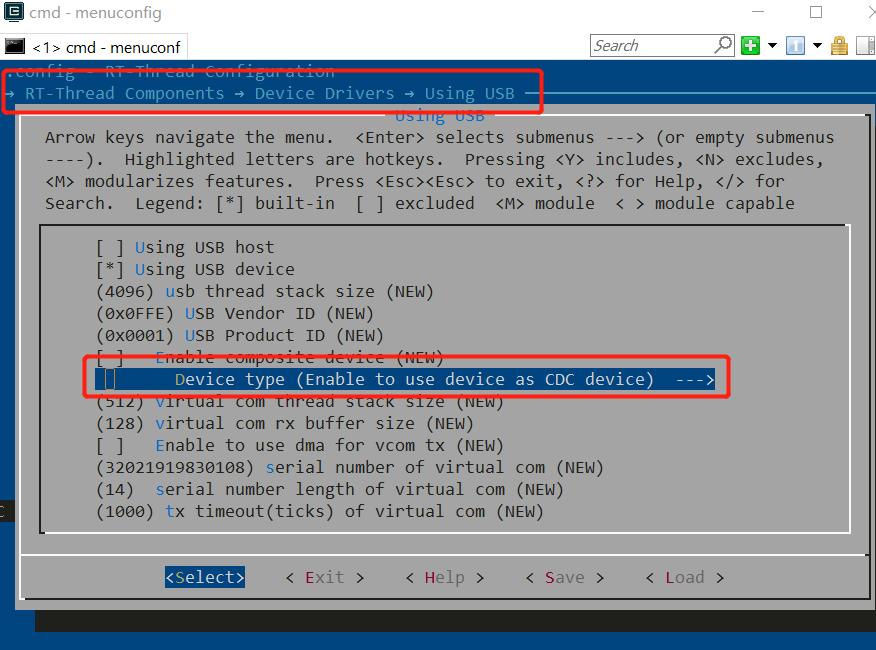 cmd - menuconfig
<1> cmd - menuconf
Search
.config - RT-Thread Configuration
→ RT-Thread Components → Device Drivers → Using USB
Using USB
Arrow keys navigate the menu.  <Enter> selects submenus ---> (or empty submenus
----).  Highlighted letters are hotkeys.  Pressing <Y> includes, <N> excludes,
<M> modularizes features.  Press <Esc><Esc> to exit, <?> for Help, </> for
Search.  Legend: [*] built-in  [ ] excluded  <M> module  < > module capable
[ ] Using USB host
[*] Using USB device
(4096) usb thread stack size (NEW)
(0x0FFE) USB Vendor ID (NEW)
(0x0001) USB Product ID (NEW)
[ ]   Enable composite device (NEW)
Device type (Enable to use device as CDC device)  --->
(512) virtual com thread stack size (NEW)
(128) virtual com rx buffer size (NEW)
[ ]   Enable to use dma for vcom tx (NEW)
(32021919830108) serial number of virtual com (NEW)
(14)  serial number length of virtual com (NEW)
(1000) tx timeout(ticks) of virtual com (NEW)
C
<Select>    < Exit >    < Help >    < Save >    < Load >